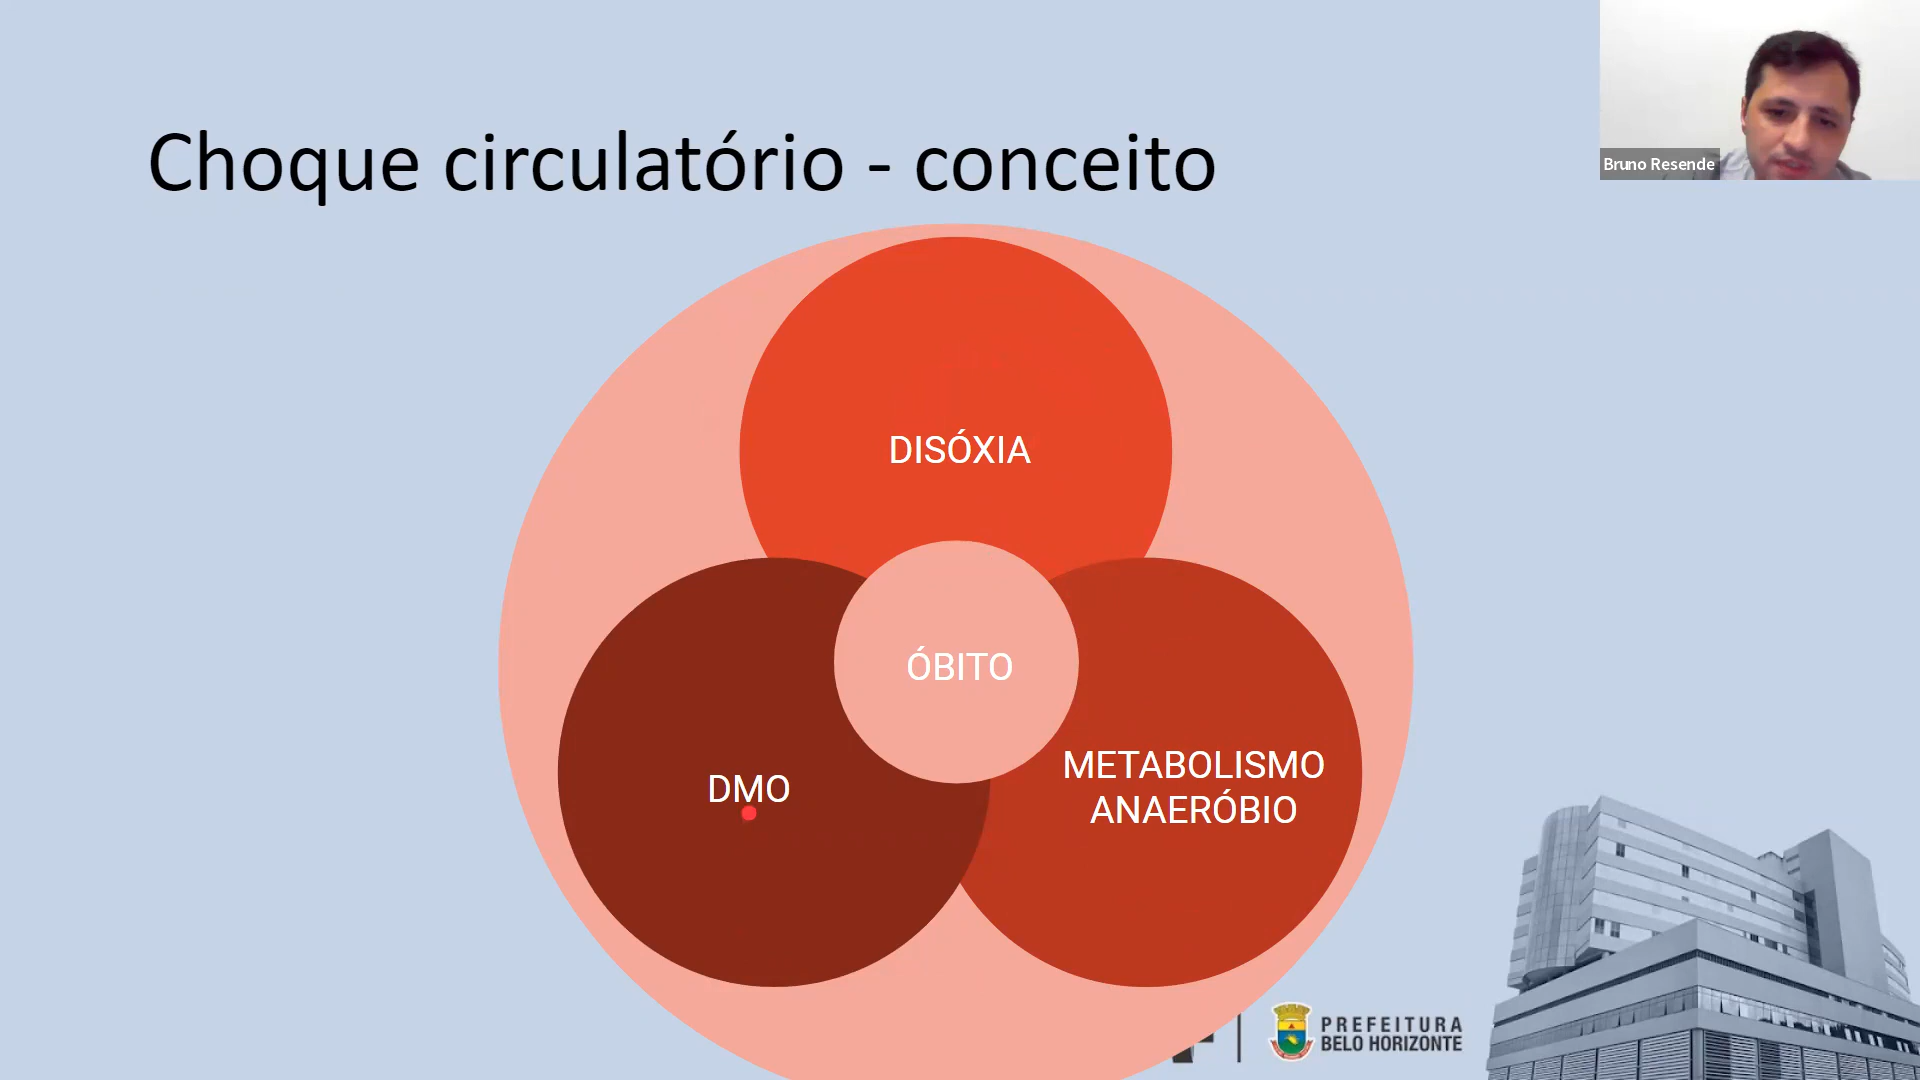 Bruno Resende
Choque circulatório - conceito
DISÓXIA
ÓBITO
DMO
METABOLISMO
ANAERÓBIO
PREFEITURA
BELO HORIZONTE